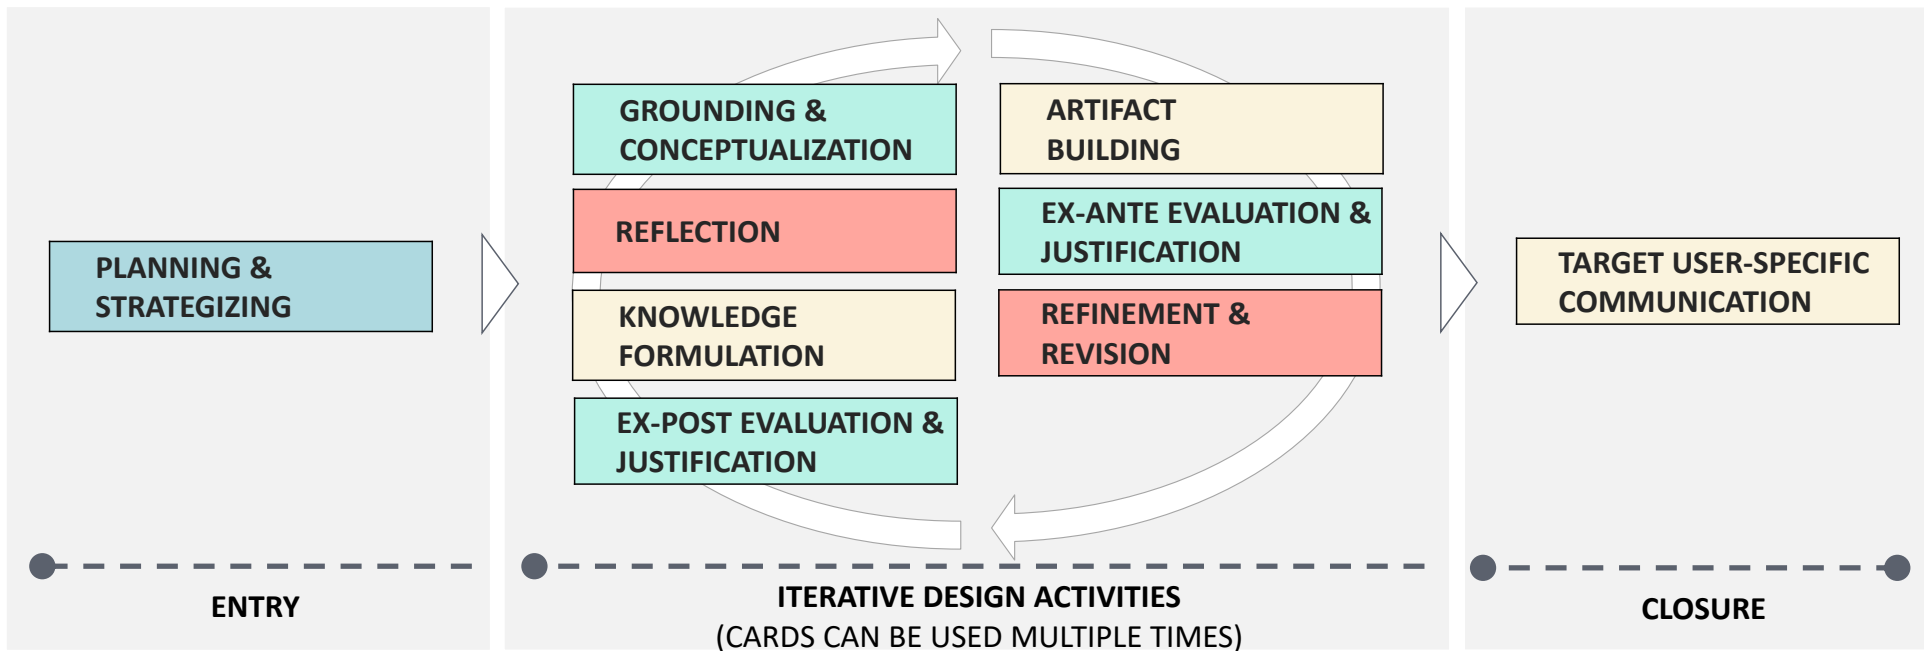 PLANNING &
STRATEGIZING
ENTRY
GROUNDING &
CONCEPTUALIZATION
REFLECTION
KNOWLEDGE
FORMULATION
EX-POST EVALUATION &
JUSTIFICATION
ARTIFACT
BUILDING
EX-ANTE EVALUATION &
JUSTIFICATION
REFINEMENT &
REVISION
ITERATIVE DESIGN ACTIVITIES
(CARDS CAN BE USED MULTIPLE TIMES)
TARGET USER-SPECIFIC
COMMUNICATION
CLOSURE